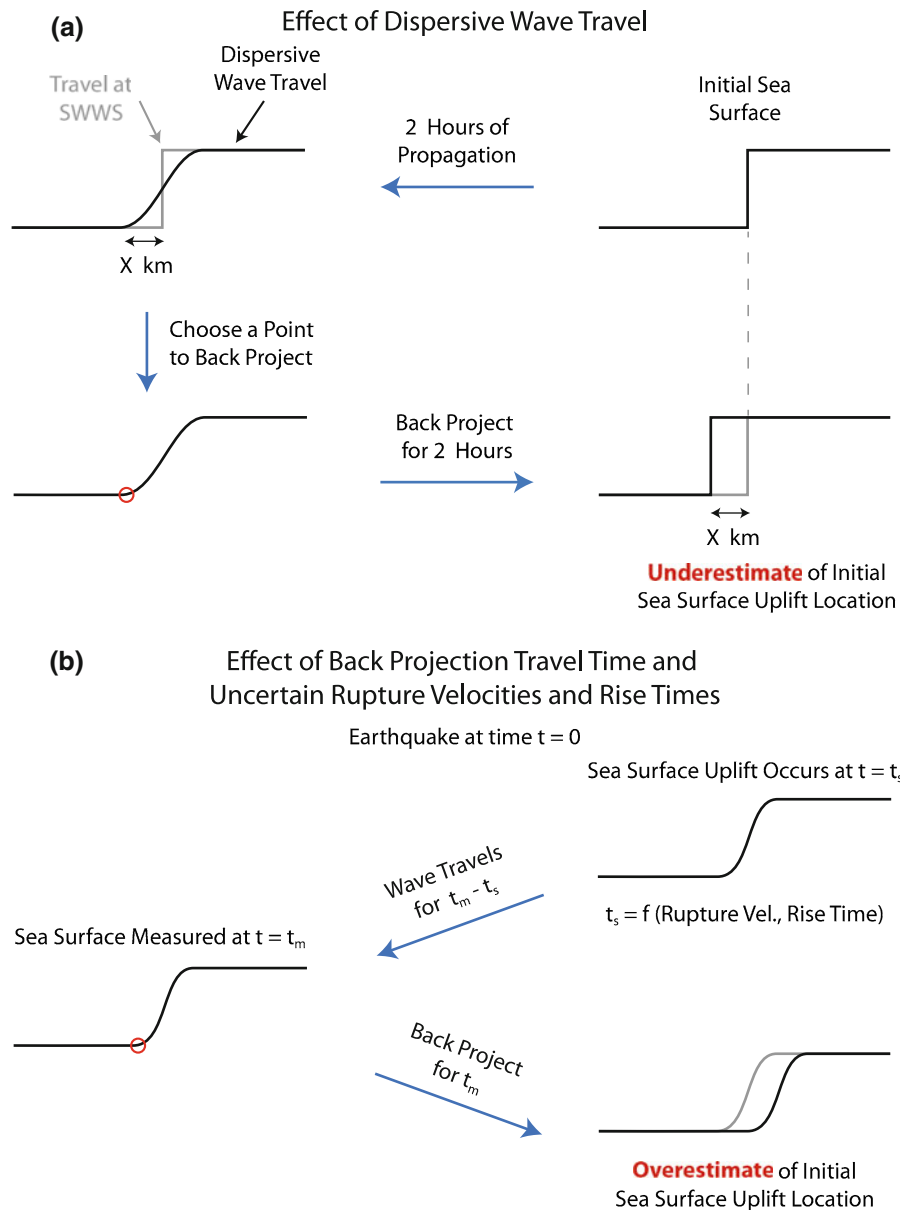 (a)
Effect of Dispersive Wave Travel
Travel at
SWWS
Dispersive
Wave Travel
2 Hours of
Propagation
Initial Sea
Surface
X km
Choose a Point
to Back Project
Back Project
for 2 Hours
X km
Underestimate of Initial
Sea Surface Uplift Location
(b)
Effect of Back Projection Travel Time and
Uncertain Rupture Velocities and Rise Times
Earthquake at time t = 0
Sea Surface Uplift Occurs at t = ts
Wave Travels
for tm - ts
ts = f (Rupture Vel., Rise Time)
Sea Surface Measured at t = tm
Back Project
for tm
Overestimate of Initial
Sea Surface Uplift Location